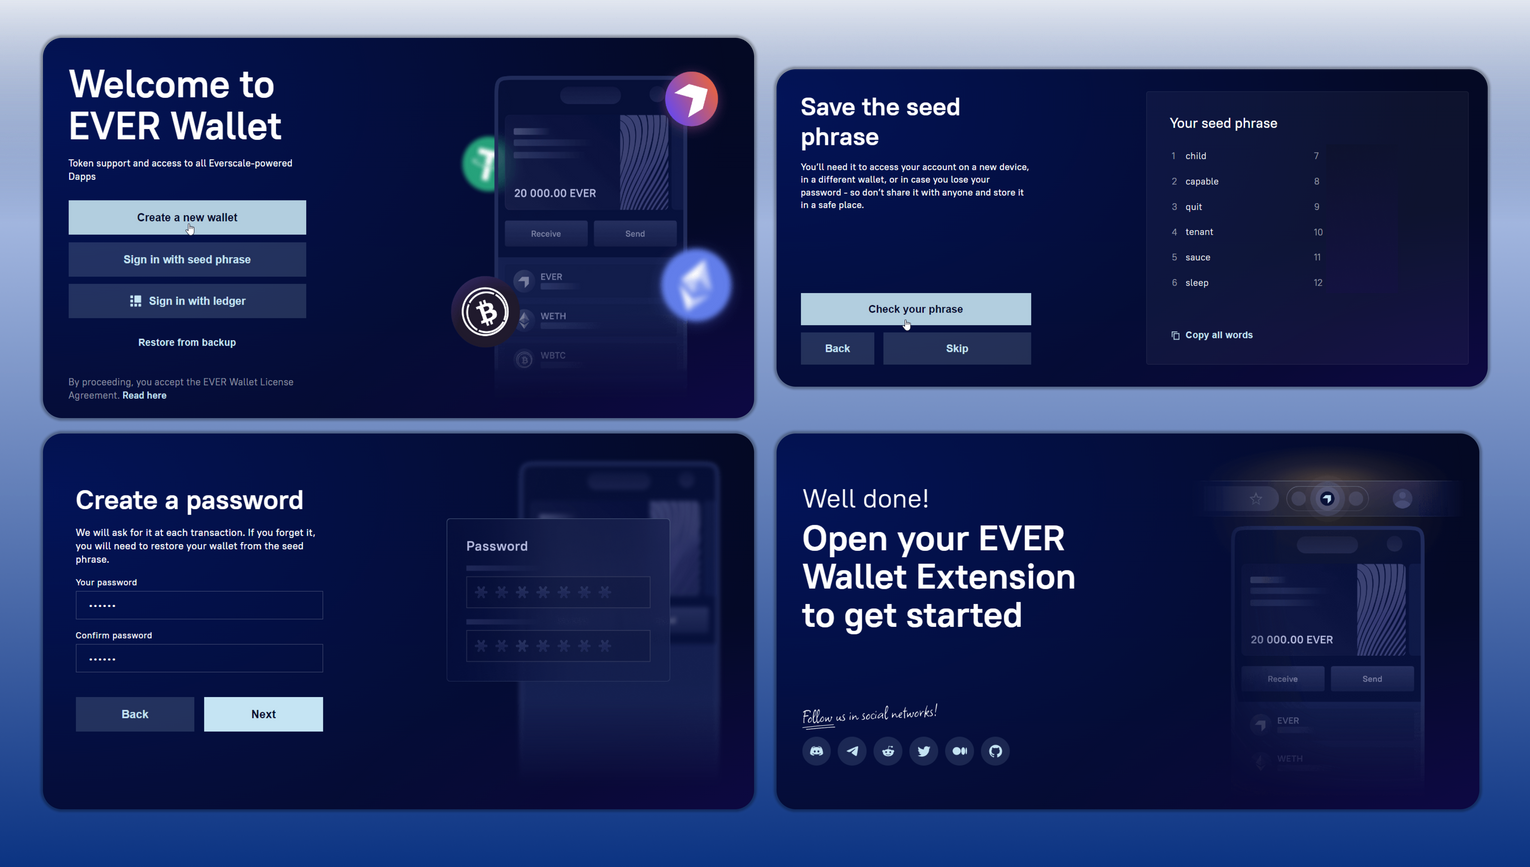 Welcome to
EVER Wallet
Token support and access to all Everscale-powered
Dapps
Create a new wallet
Sign in with seed phrase
Sign in with ledger
Restore from backup
By proceeding, you accept the EVER Wallet License
Agreement. Read here
20 000.00 EVER
Receive Send
EVER
WETH
WBTC
Save the seed
phrase
You'll need it to access your account on a new device,
in a different wallet, or in case you lose your
password - so don't share it with anyone and store it
in a safe place.
Check your phrase
Back Skip
Your seed phrase
1 child 7
2 capable 8
3 quit 9
4 tenant 10
5 sauce 11
6 sleep 12
Copy all words
Create a password
We will ask for it at each transaction. If you forget it,
you will need to restore your wallet from the seed
phrase.
Your password
••••••
Confirm password
••••••
Back Next
Password
*******
*******
Well done!
Open your EVER
Wallet Extension
to get started
Follow us in social networks!
20 000.00 EVER
Receive Send
EVER
WETH